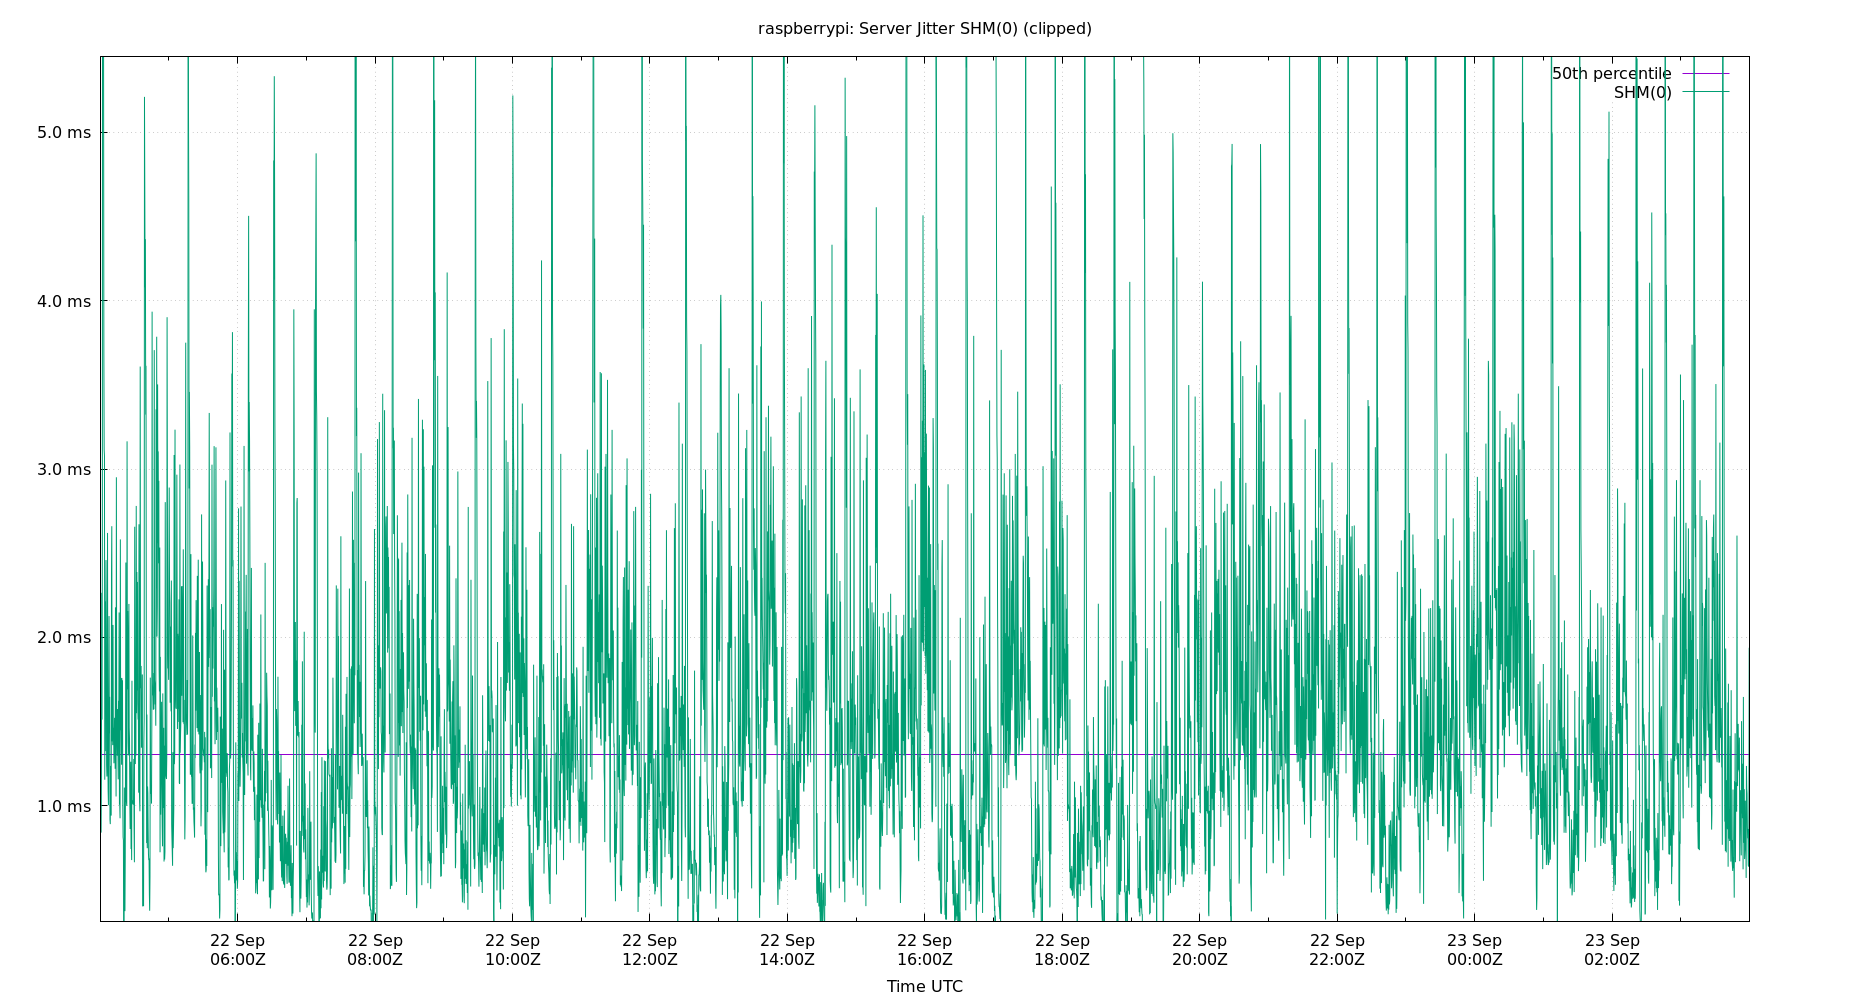 raspberrypi: Server Jitter SHM(0) (clipped)
50th percentile
SHM(0)
5.0 ms
4.0 ms
3.0 ms
2.0 ms
1.0 ms
22 Sep 22 Sep 22 Sep 22 Sep 22 Sep 22 Sep 22 Sep 22 Sep 22 Sep 23 Sep 23 Sep
06:00Z 08:00Z 10:00Z 12:00Z 14:00Z 16:00Z 18:00Z 20:00Z 22:00Z 00:00Z 02:00Z
Time UTC